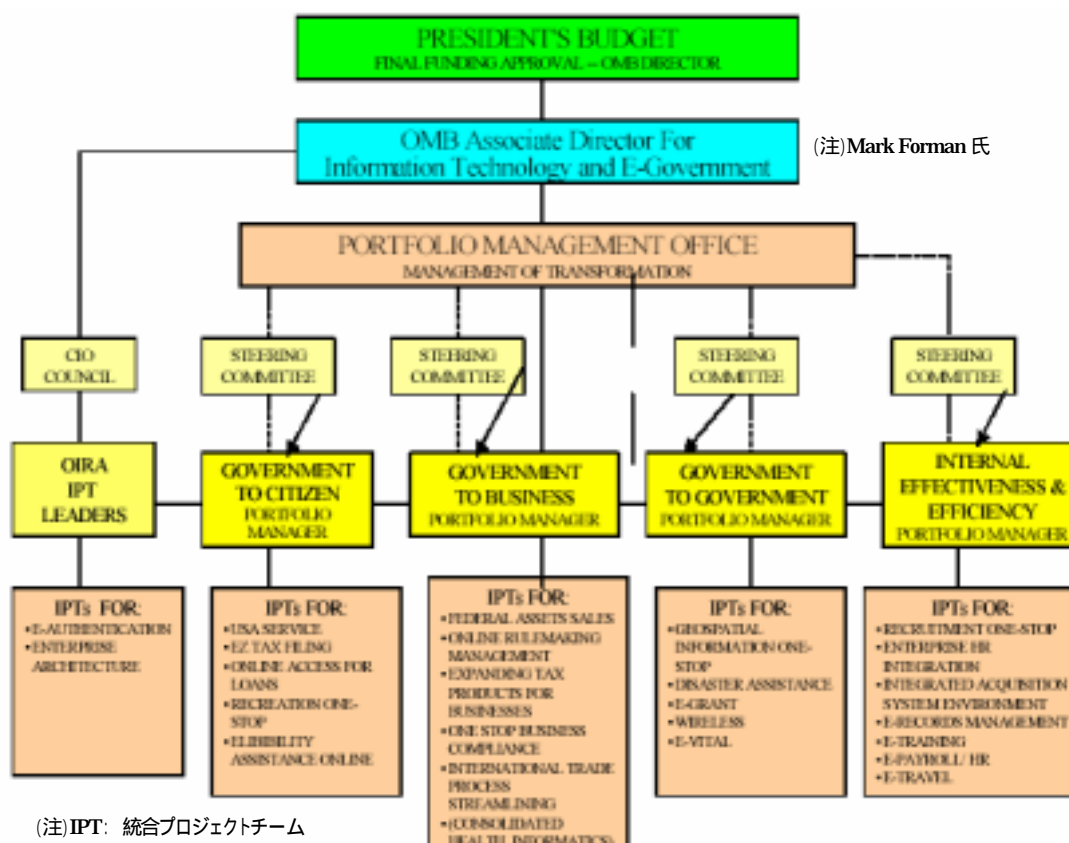 PRESIDENT'S BUDGET
FINAL FUNDING APPROVAL – OMB DIRECTOR
OMB Associate Director For
Information Technology and E-Government
(注)Mark Forman 氏
PORTFOLIO MANAGEMENT OFFICE
MANAGEMENT OF TRANSFORMATION
CIO
COUNCIL
STEERING
COMMITTEE
STEERING
COMMITTEE
STEERING
COMMITTEE
STEERING
COMMITTEE
OIRA
IPT
LEADERS
GOVERNMENT
TO CITIZEN
PORTFOLIO
MANAGER
GOVERNMENT
TO BUSINESS
PORTFOLIO MANAGER
GOVERNMENT
TO GOVERNMENT
PORTFOLIO MANAGER
INTERNAL
EFFECTIVENESS &
EFFICIENCY
PORTFOLIO MANAGER
IPTs FOR:
•E-AUTHENTICATION
•ENTERPRISE
ARCHITECTURE
IPTs FOR:
•USA SERVICE
•EZ TAX FILING
•ONLINE ACCESS FOR
LOANS
•RECREATION ONE-
STOP
•ELIBIBILITY
ASSISTANCE ONLINE
IPTs FOR:
•FEDERAL ASSETS SALES
•ONLINE RULEMAKING
MANAGEMENT
•EXPANDING TAX
PRODUCTS FOR
BUSINESSES
•ONE STOP BUSINESS
COMPLIANCE
•INTERNATIONAL TRADE
PROCESS
STREAMLINING
•(CONSOLIDATED
HEALTH INFORMATICS)
IPTs FOR:
•GEOSPATIAL
INFORMATION ONE-
STOP
•DISASTER ASSISTANCE
•E-GRANT
•WIRELESS
•E-VITAL
IPTs FOR:
•RECRUITMENT ONE-STOP
•ENTERPRISE HR
INTEGRATION
•INTEGRATED ACQUISITION
SYSTEM ENVIRONMENT
•E-RECORDS MANAGEMENT
•E-TRAINING
•E-PAYROLL/ HR
•E-TRAVEL
(注)IPT: 統合プロジェクトチーム